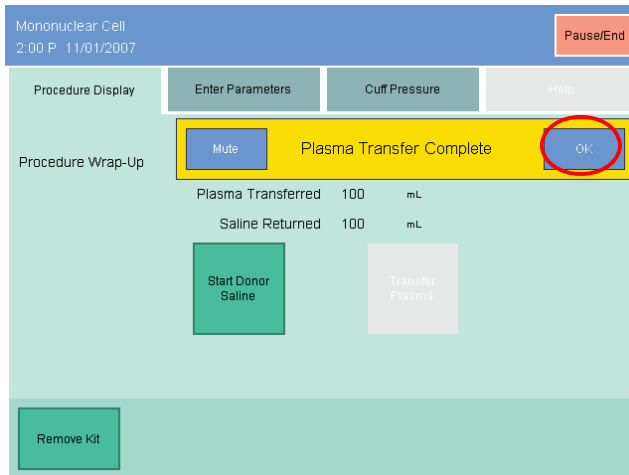 Mononuclear Cell
2:00 P 11/01/2007
Pause/End
Procedure Display
Enter Parameters
Cuff Pressure
Help
Procedure Wrap-Up
Mute
Plasma Transfer Complete
OK
Plasma Transferred 100 mL
Saline Returned 100 mL
Start Donor
Saline
Transfer
Plasma
Remove Kit